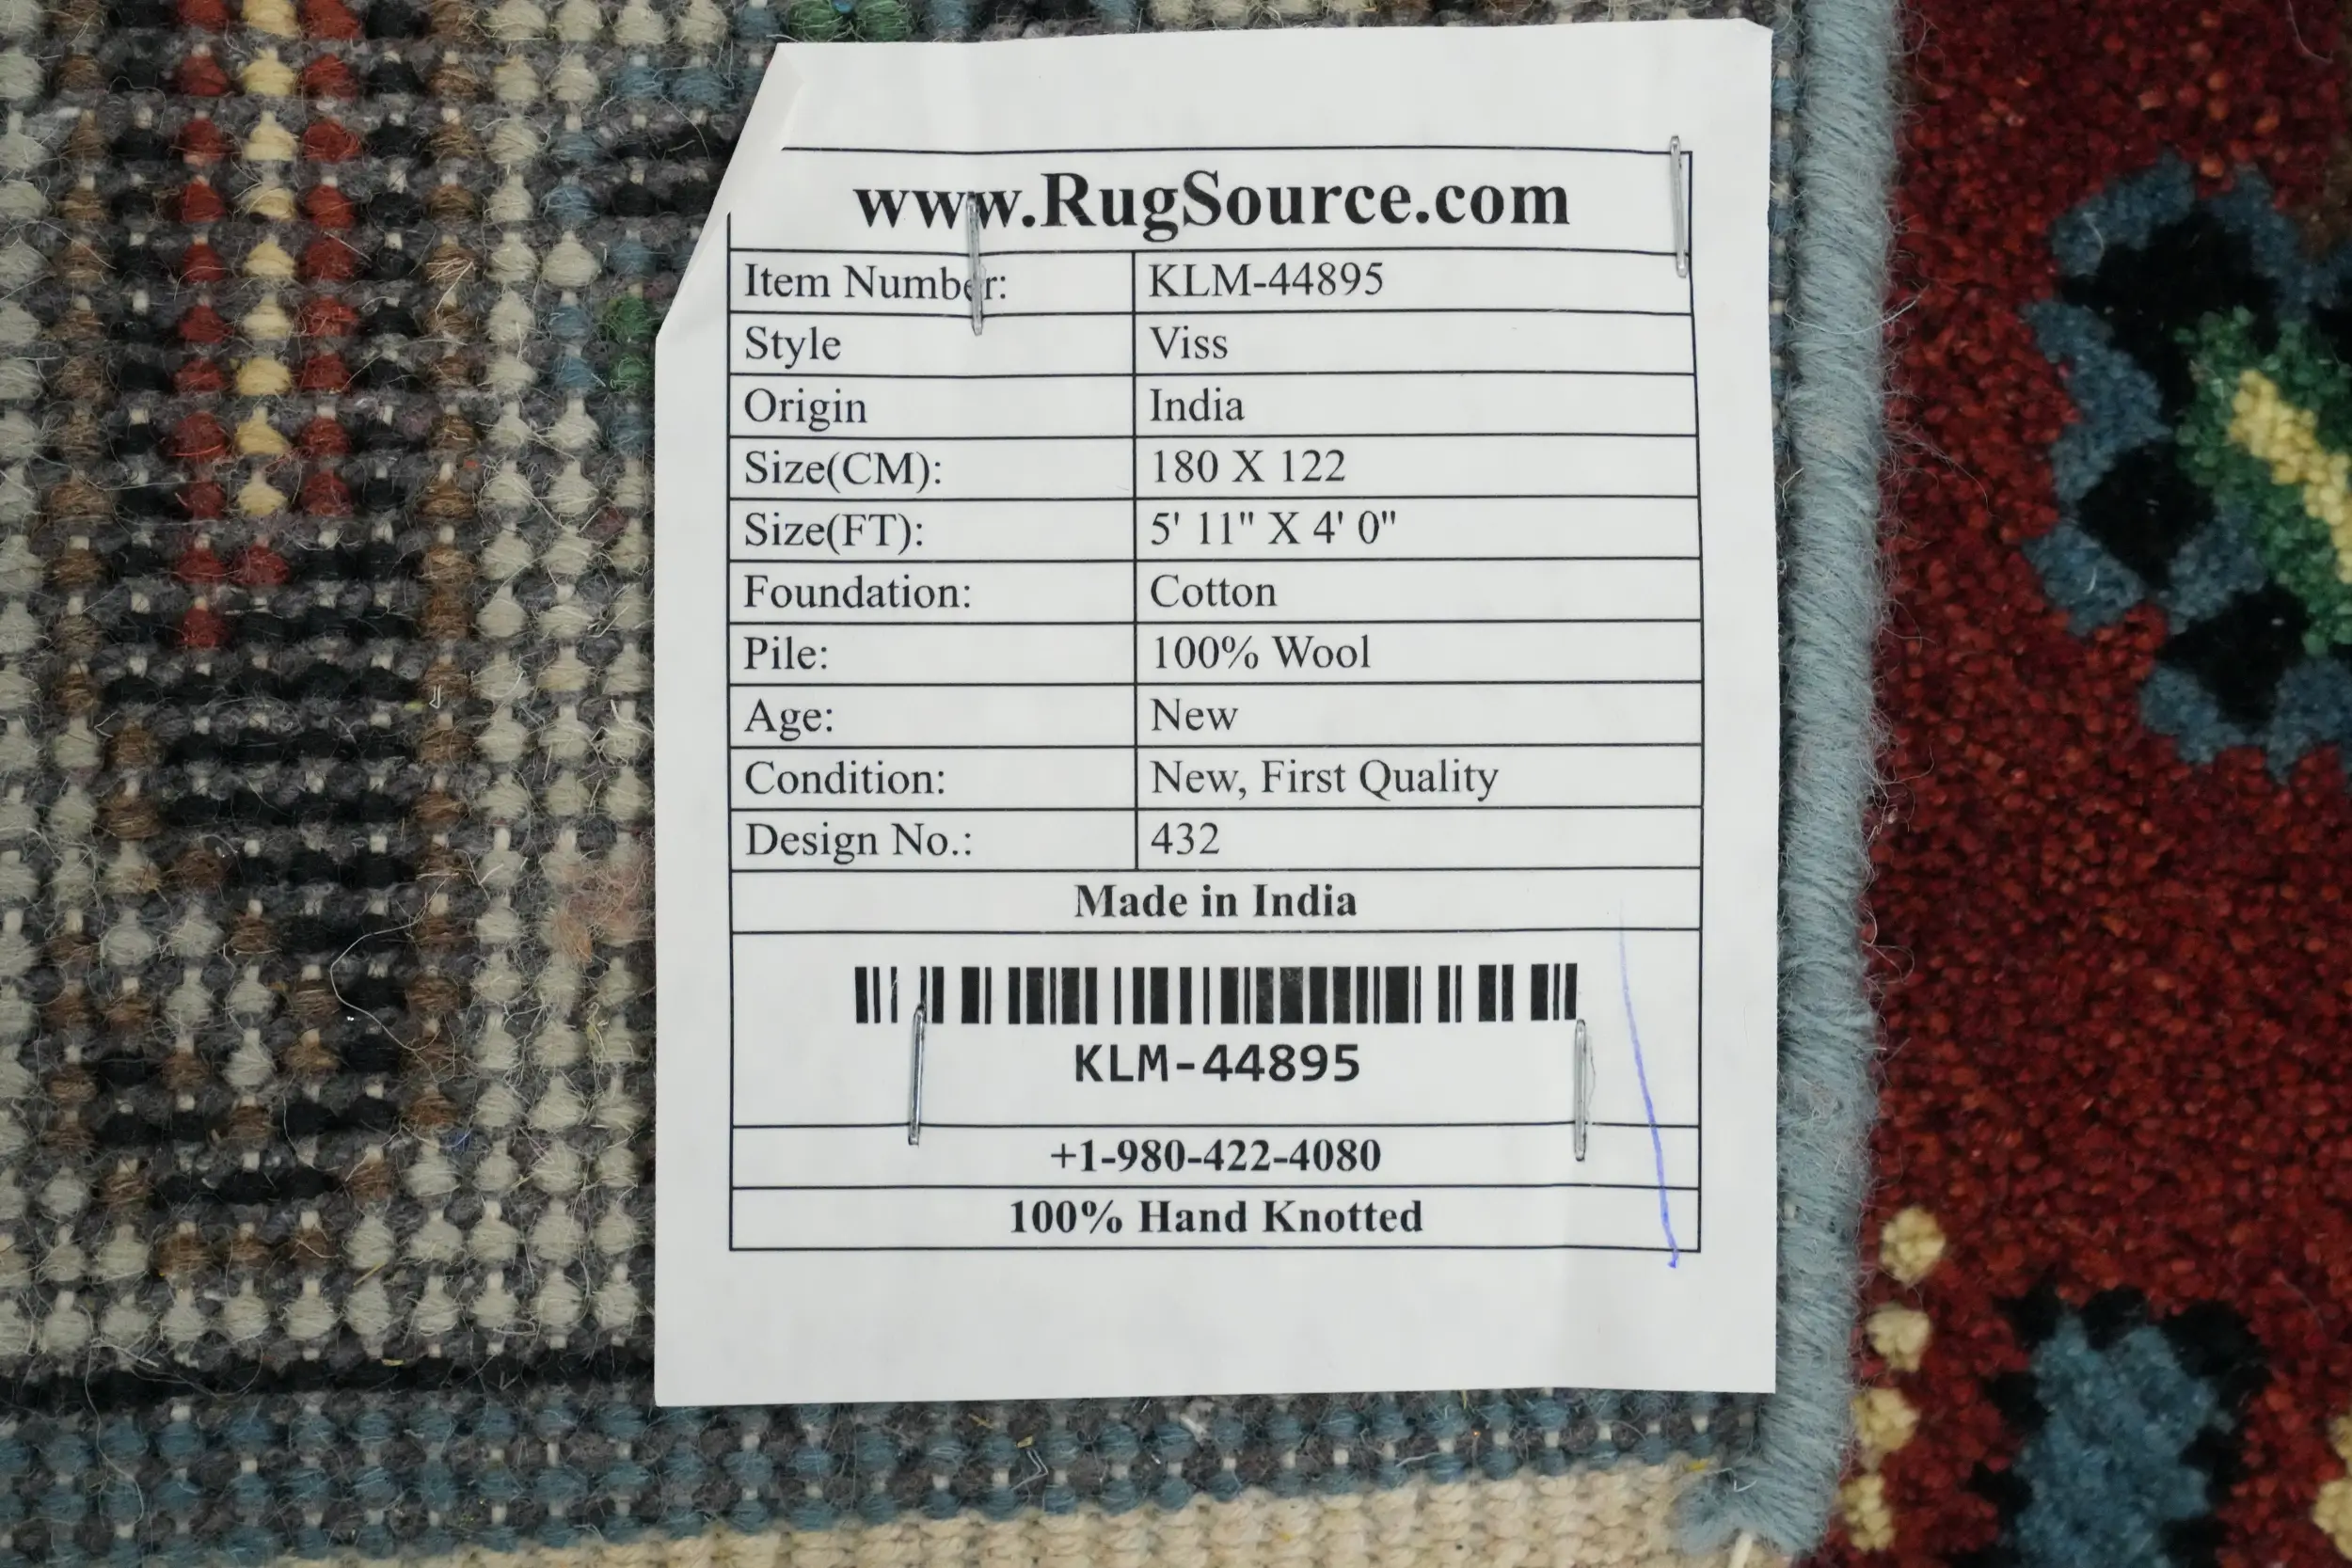 www.RugSource.com
Item Number: KLM-44895
Style Viss
Origin India
Size(CM): 180 X 122
Size(FT): 5' 11" X 4' 0"
Foundation: Cotton
Pile: 100% Wool
Age: New
Condition: New, First Quality
Design No.: 432
Made in India
KLM-44895
+1-980-422-4080
100% Hand Knotted